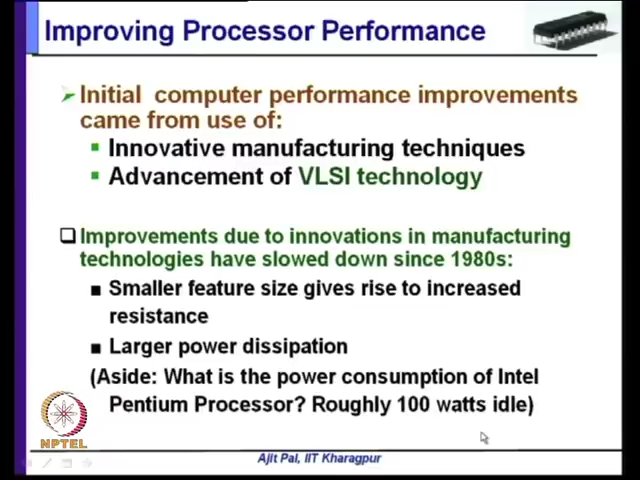 Improving Processor Performance
Initial computer performance improvements
came from use of:
Innovative manufacturing techniques
Advancement of VLSI technology
Improvements due to innovations in manufacturing
technologies have slowed down since 1980s:
Smaller feature size gives rise to increased
resistance
Larger power dissipation
(Aside: What is the power consumption of Intel
Pentium Processor? Roughly 100 watts idle)
NPTEL
Ajit Pal, IIT Kharagpur